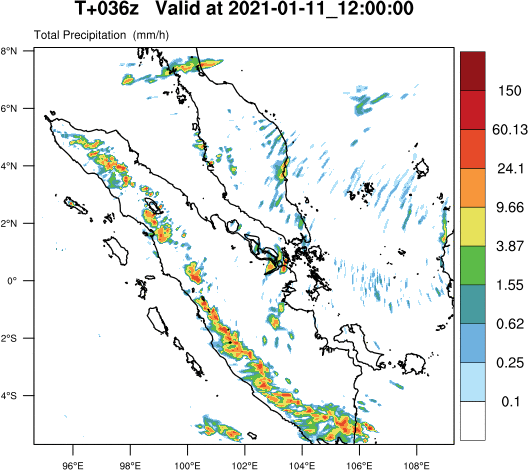 T+036z Valid at 2021-01-11_12:00:00
Total Precipitation (mm/h)
8°N
6°N
4°N
2°N
0°
2°S
4°S
96°E 98°E 100°E 102°E 104°E 106°E 108°E
150
60.13
24.1
9.66
3.87
1.55
0.62
0.25
0.1